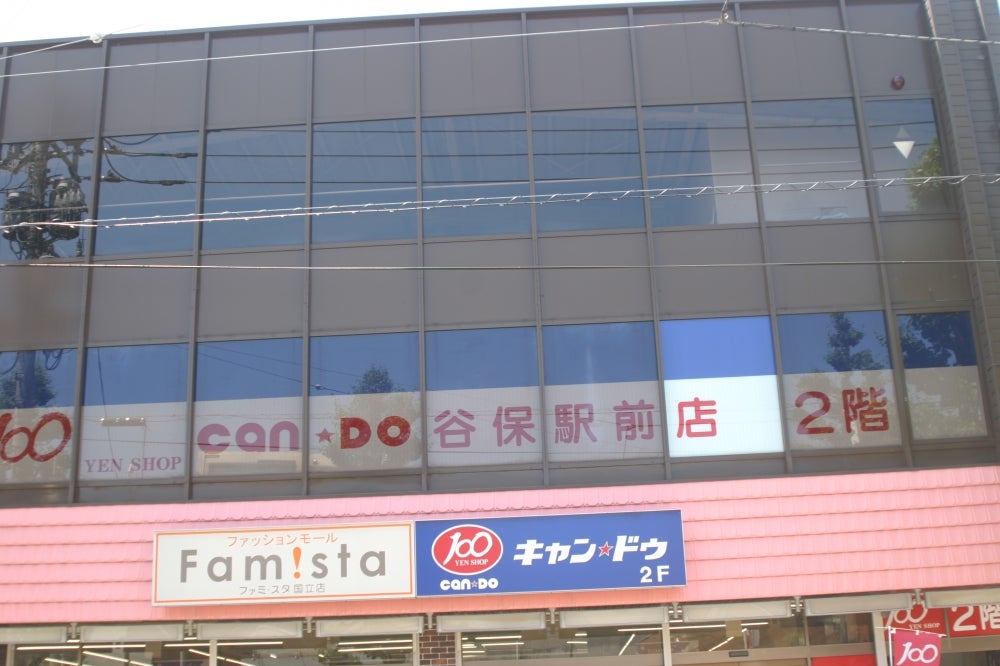 100
YEN SHOP
can★Do 谷保駅前店 2階
ファッションモール
Fam!sta
ファミ・スタ国立店
100
YEN SHOP
can★Do
キャン★ドゥ
2F
100
YEN SHOP
2階
100